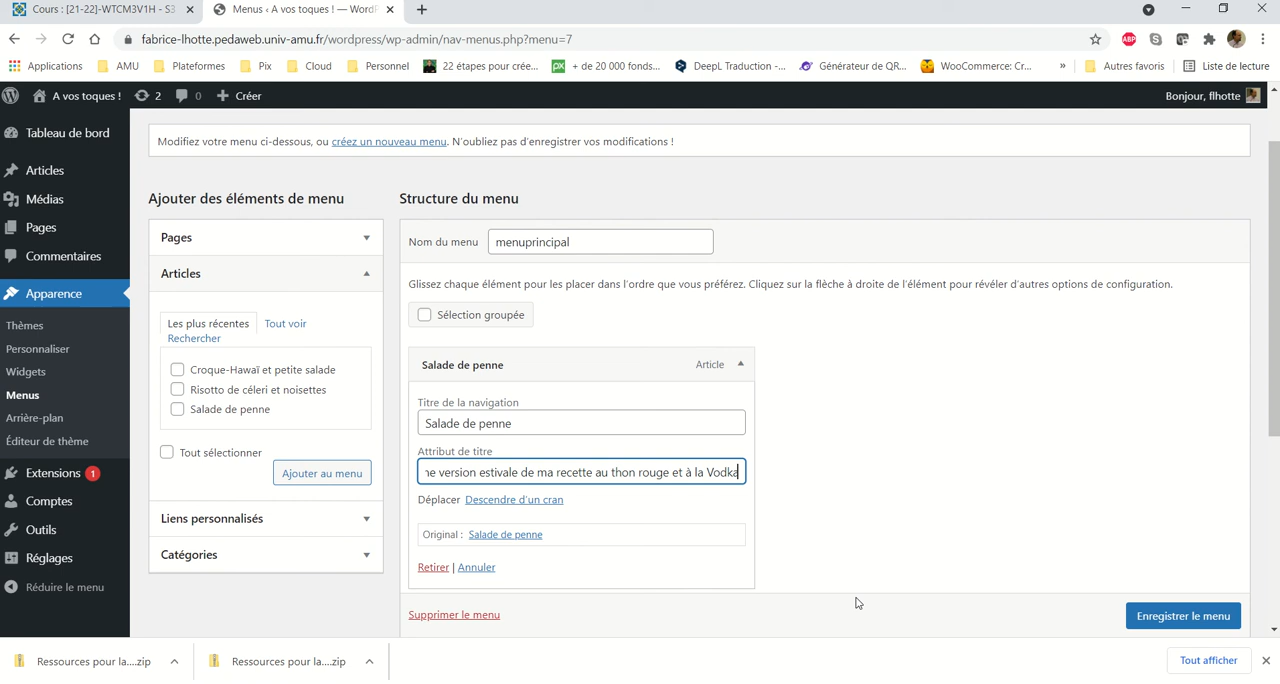 Cours : [21-22]-WTCM3V1H - S3
Menus ‹ A vos toques ! — WordP
fabrice-lhotte.pedaweb.univ-amu.fr/wordpress/wp-admin/nav-menus.php?menu=7
ABP
Applications AMU Plateformes Pix Cloud Personnel 22 étapes pour crée... px + de 20 000 fonds... DeepL Traduction -... Générateur de QR... WooCommerce: Cr... » Autres favoris Liste de lecture
A vos toques ! 2 0 Créer Bonjour, flhotte
Tableau de bord
Articles
Médias
Pages
Commentaires
Apparence
Thèmes
Personnaliser
Widgets
Menus
Arrière-plan
Éditeur de thème
Extensions 1
Comptes
Outils
Réglages
Réduire le menu
Modifiez votre menu ci-dessous, ou créez un nouveau menu. N'oubliez pas d'enregistrer vos modifications !
Ajouter des éléments de menu
Pages
Articles
Les plus récentes Tout voir
Rechercher
Croque-Hawaï et petite salade
Risotto de céleri et noisettes
Salade de penne
Tout sélectionner
Ajouter au menu
Liens personnalisés
Catégories
Structure du menu
Nom du menu menuprincipal
Glissez chaque élément pour les placer dans l'ordre que vous préférez. Cliquez sur la flèche à droite de l'élément pour révéler d'autres options de configuration.
Sélection groupée
Salade de penne Article
Titre de la navigation
Salade de penne
Attribut de titre
ne version estivale de ma recette au thon rouge et à la Vodka
Déplacer Descendre d'un cran
Original : Salade de penne
Retirer | Annuler
Supprimer le menu Enregistrer le menu
Ressources pour la....zip Ressources pour la....zip Tout afficher